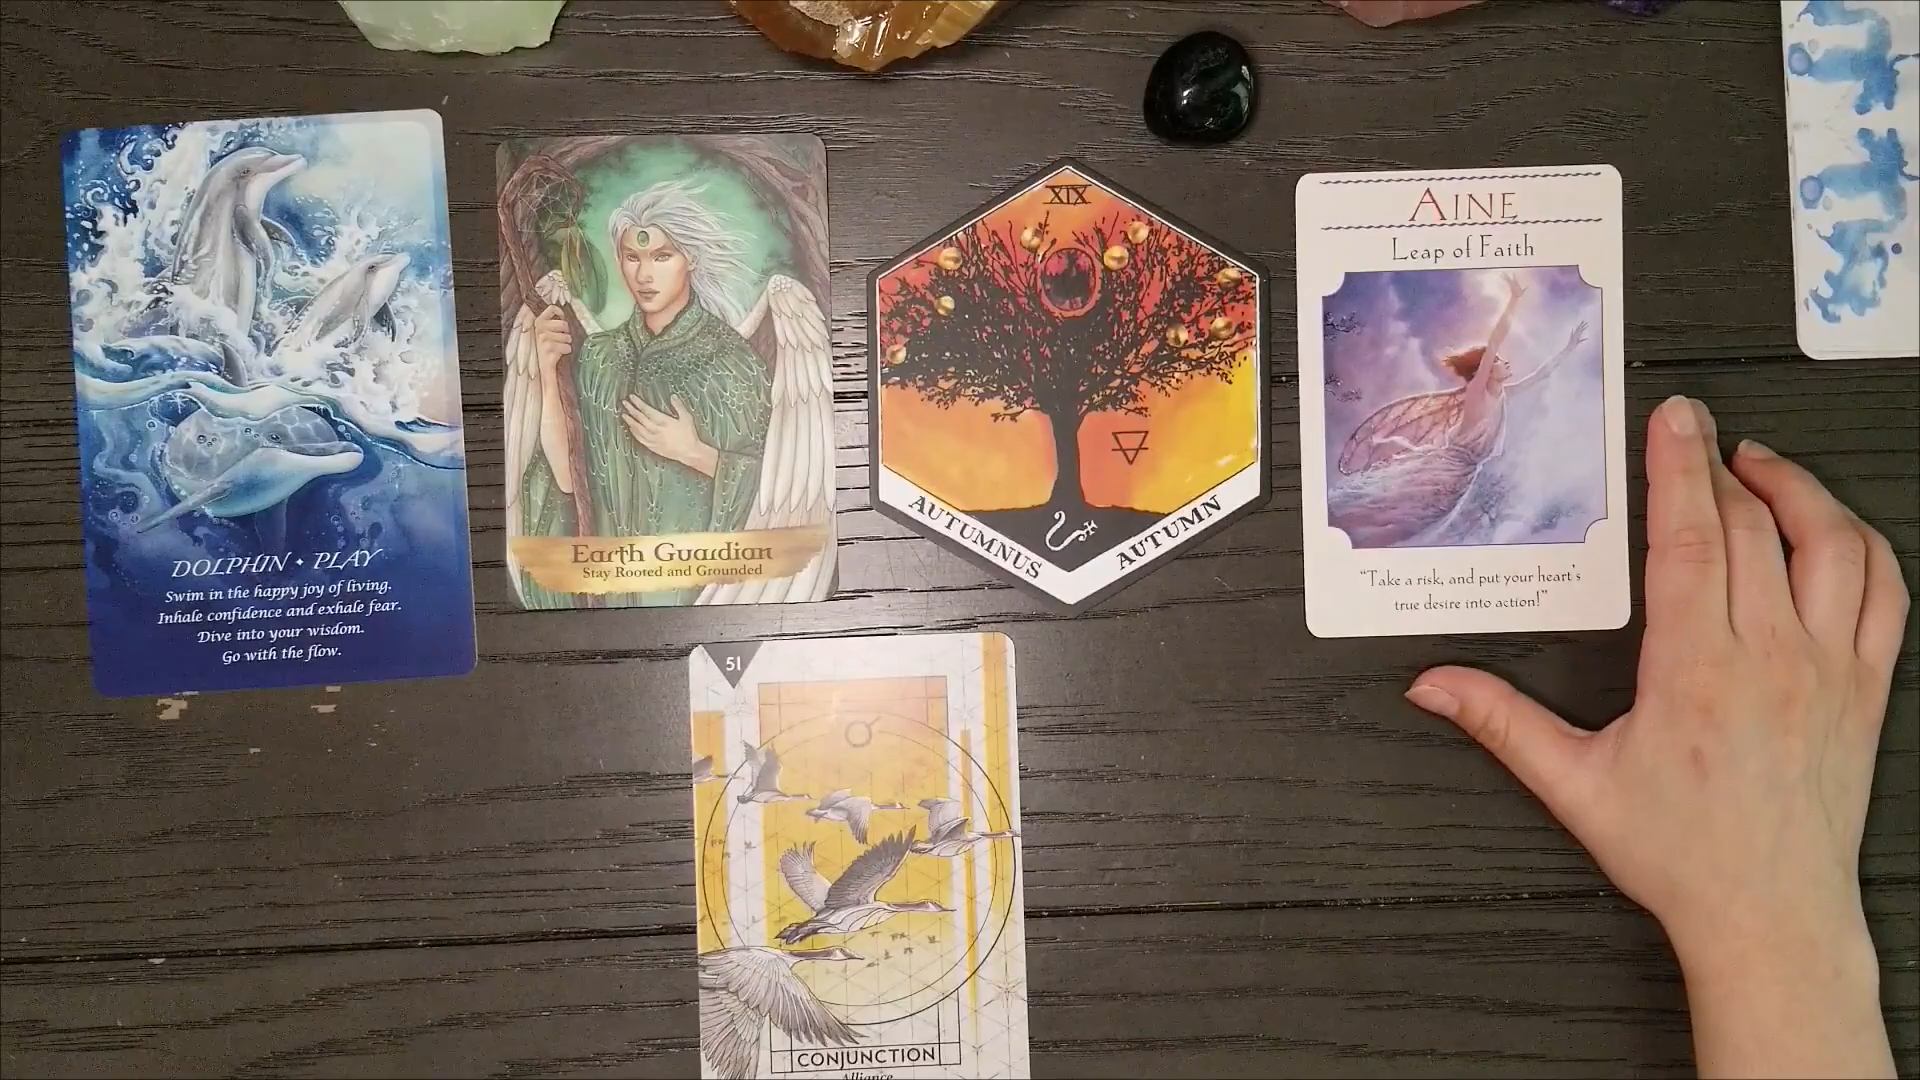 DOLPHIN • PLAY
Swim in the happy joy of living.
Inhale confidence and exhale fear.
Dive into your wisdom.
Go with the flow.
Earth Guardian
Stay Rooted and Grounded
XIX
AUTUMNUS
AUTUMN
AINE
Leap of Faith
"Take a risk, and put your heart's
true desire into action!"
51
CONJUNCTION
Alliance